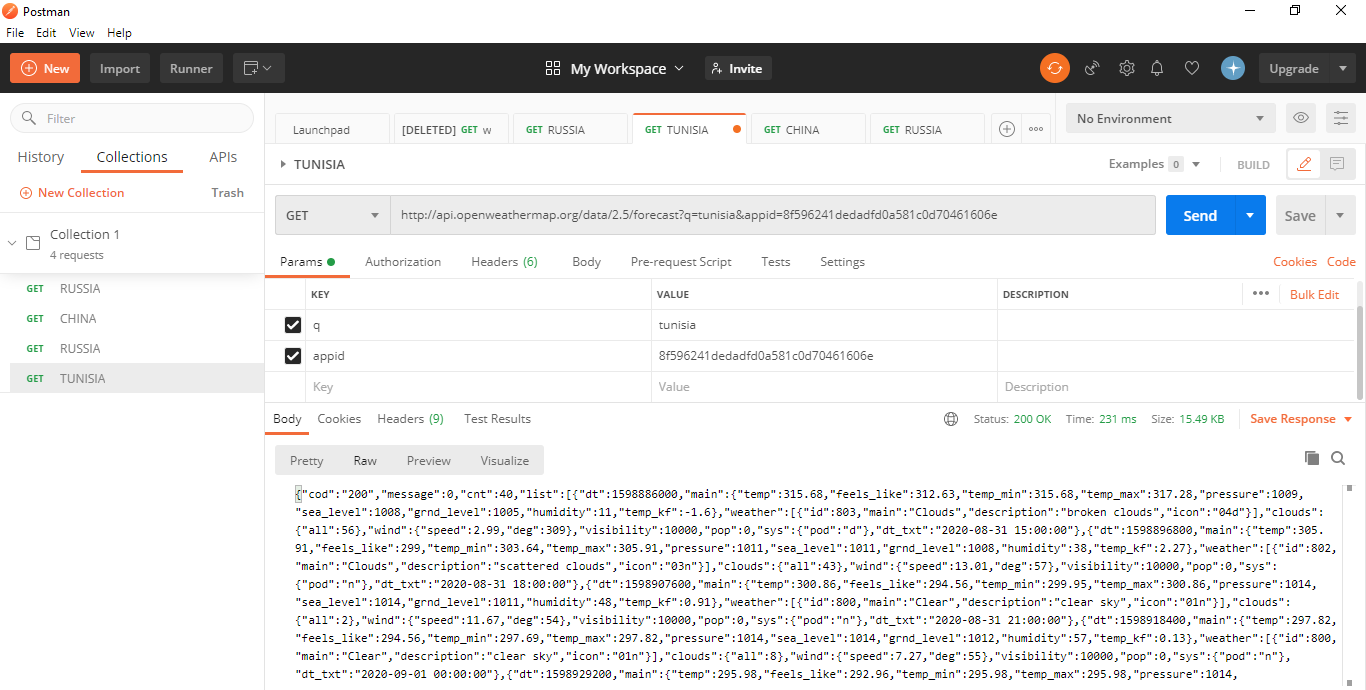 Postman
File Edit View Help
New Import Runner My Workspace Invite Upgrade
Filter
History Collections APIs
New Collection Trash
Collection 1
4 requests
GET RUSSIA
GET CHINA
GET RUSSIA
GET TUNISIA
Launchpad [DELETED] GET w GET RUSSIA GET TUNISIA GET CHINA GET RUSSIA No Environment
TUNISIA Examples 0 BUILD
GET http://api.openweathermap.org/data/2.5/forecast?q=tunisia&appid=8f596241dedadfd0a581c0d70461606e Send Save
Params Authorization Headers (6) Body Pre-request Script Tests Settings Cookies Code
KEY VALUE DESCRIPTION Bulk Edit
q tunisia
appid 8f596241dedadfd0a581c0d70461606e
Key Value Description
Body Cookies Headers (9) Test Results Status: 200 OK Time: 231 ms Size: 15.49 KB Save Response
Pretty Raw Preview Visualize
{"cod":"200","message":0,"cnt":40,"list":[{"dt":1598886000,"main":{"temp":315.68,"feels_like":312.63,"temp_min":315.68,"temp_max":317.28,"pressure":1009,
"sea_level":1008,"grnd_level":1005,"humidity":11,"temp_kf":-1.6},"weather":[{"id":803,"main":"Clouds","description":"broken clouds","icon":"04d"}],"clouds":
{"all":56},"wind":{"speed":2.99,"deg":309},"visibility":10000,"pop":0,"sys":{"pod":"d"},"dt_txt":"2020-08-31 15:00:00"},{"dt":1598896800,"main":{"temp":305.
91,"feels_like":299,"temp_min":303.64,"temp_max":305.91,"pressure":1011,"sea_level":1011,"grnd_level":1008,"humidity":38,"temp_kf":2.27},"weather":[{"id":802,
"main":"Clouds","description":"scattered clouds","icon":"03n"}],"clouds":{"all":43},"wind":{"speed":13.01,"deg":57},"visibility":10000,"pop":0,"sys":
{"pod":"n"},"dt_txt":"2020-08-31 18:00:00"},{"dt":1598907600,"main":{"temp":300.86,"feels_like":294.56,"temp_min":299.95,"temp_max":300.86,"pressure":1014,
"sea_level":1014,"grnd_level":1011,"humidity":48,"temp_kf":0.91},"weather":[{"id":800,"main":"Clear","description":"clear sky","icon":"01n"}],"clouds":
{"all":2},"wind":{"speed":11.67,"deg":54},"visibility":10000,"pop":0,"sys":{"pod":"n"},"dt_txt":"2020-08-31 21:00:00"},{"dt":1598918400,"main":{"temp":297.82,
"feels_like":294.56,"temp_min":297.69,"temp_max":297.82,"pressure":1014,"sea_level":1014,"grnd_level":1012,"humidity":57,"temp_kf":0.13},"weather":[{"id":800,
"main":"Clear","description":"clear sky","icon":"01n"}],"clouds":{"all":8},"wind":{"speed":7.27,"deg":55},"visibility":10000,"pop":0,"sys":{"pod":"n"},
"dt_txt":"2020-09-01 00:00:00"},{"dt":1598929200,"main":{"temp":295.98,"feels_like":292.96,"temp_min":295.98,"temp_max":295.98,"pressure":1014,